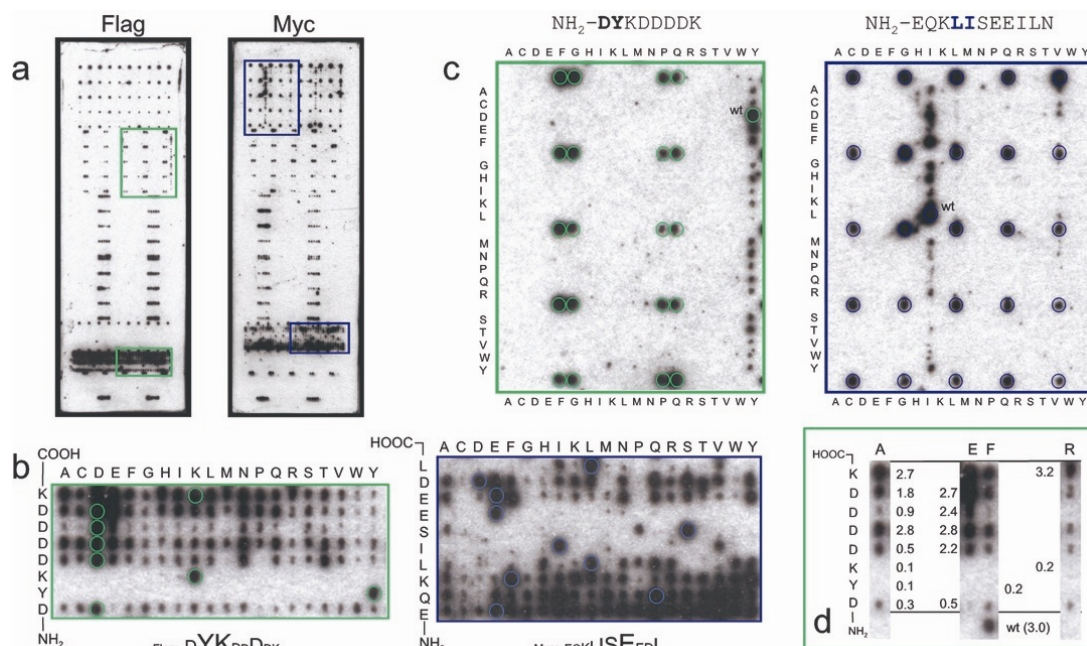 Flag
Myc
a
c
NH2-DYKDDDDK
A C D E F G H I K L M N P Q R S T V W Y
A C D E F G H I K L M N P Q R S T V W Y
wt
A C D E F G H I K L M N P Q R S T V W Y
NH2-EQKLISEEILN
A C D E F G H I K L M N P Q R S T V W Y
A C D E F G H I K L M N P Q R S T V W Y
wt
A C D E F G H I K L M N P Q R S T V W Y
b
COOH
A C D E F G H I K L M N P Q R S T V W Y
K
D
D
D
D
K
Y
D
NH2
DYKDDDDK
HOOC
A C D E F G H I K L M N P Q R S T V W Y
L
D
E
E
S
I
L
K
Q
E
NH2
EQKLISEEDL
d
HOOC A E F R
K 2.7 3.2
D 1.8 2.7
D 0.9 2.4
D 2.8 2.8
D 0.5 2.2
K 0.1 0.2
Y 0.1 0.2
D 0.3 0.5
NH2 wt (3.0)